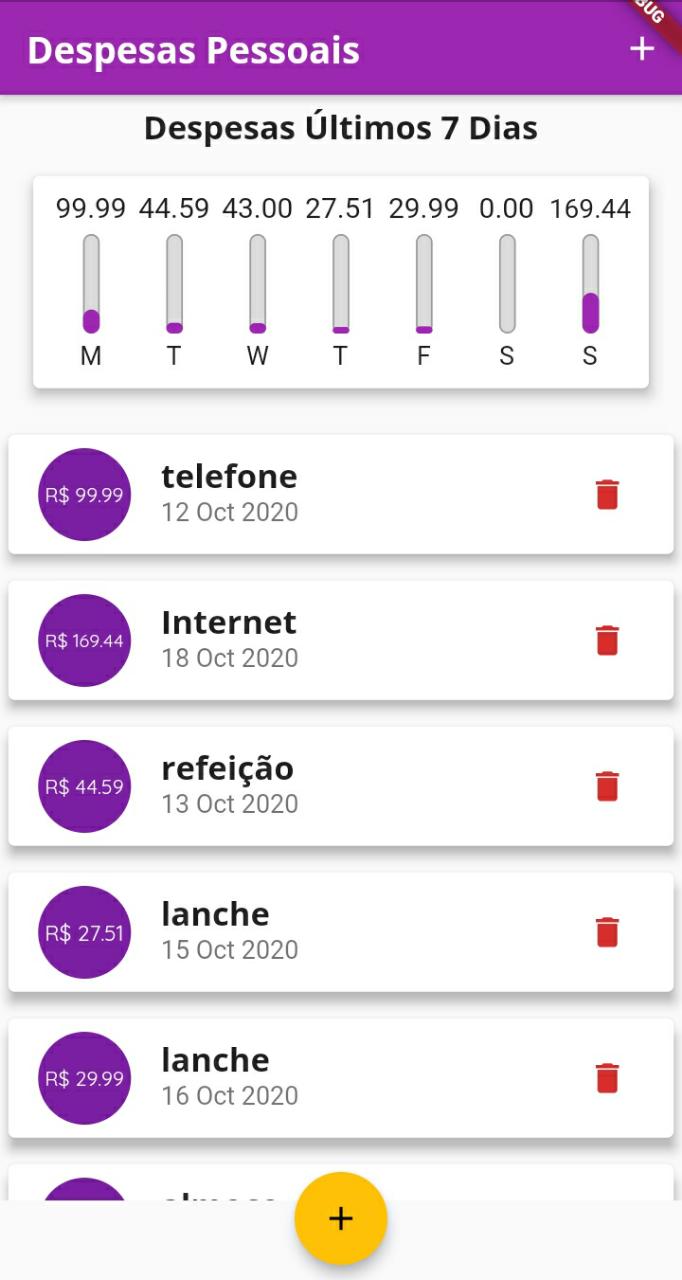 Despesas Pessoais +
Despesas Últimos 7 Dias
99.99 44.59 43.00 27.51 29.99 0.00 169.44
M T W T F S S
telefone
R$ 99.99
12 Oct 2020
Internet
R$ 169.44
18 Oct 2020
refeição
R$ 44.59
13 Oct 2020
lanche
R$ 27.51
15 Oct 2020
lanche
R$ 29.99
16 Oct 2020
+